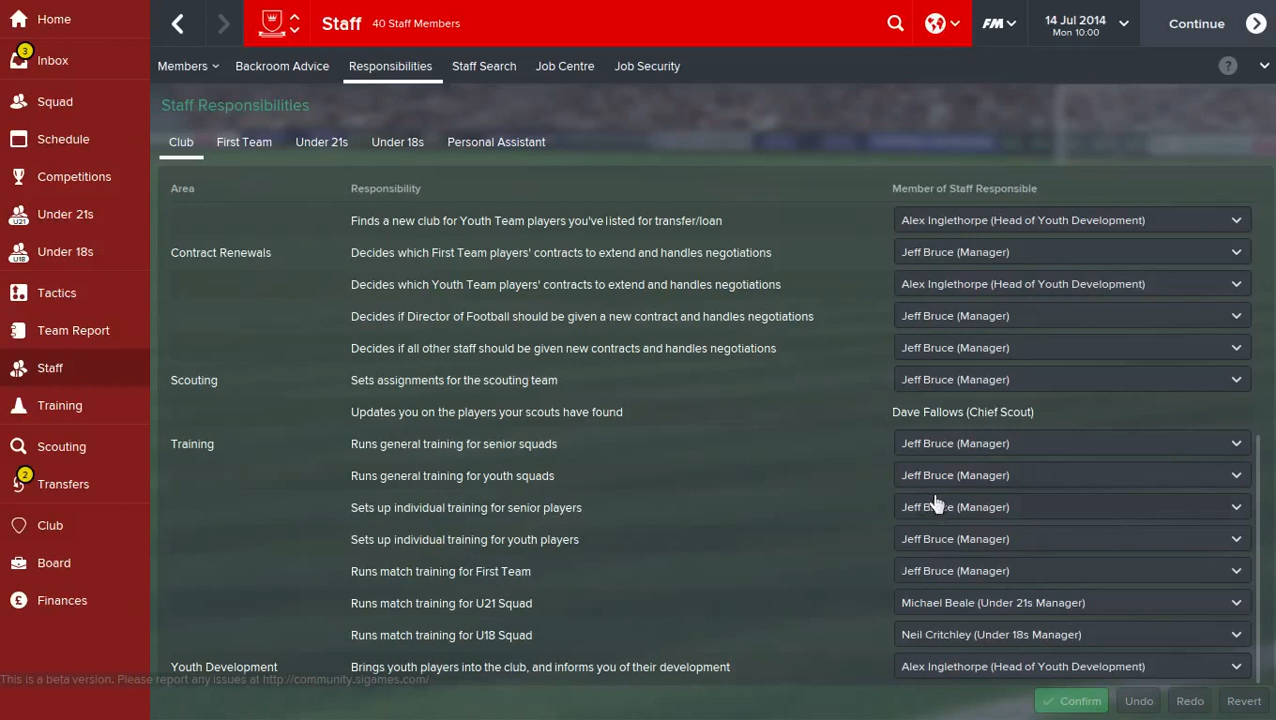 Home
3
Inbox
Squad
Schedule
Competitions
U21
Under 21s
U18
Under 18s
Tactics
Team Report
Staff
Training
Scouting
2
Transfers
Club
Board
£
Finances
Staff 40 Staff Members
FM
14 Jul 2014
Mon 10:00
Continue
Members Backroom Advice Responsibilities Staff Search Job Centre Job Security
?
Staff Responsibilities
Club First Team Under 21s Under 18s Personal Assistant
Area Responsibility Member of Staff Responsible
Finds a new club for Youth Team players you've listed for transfer/loan Alex Inglethorpe (Head of Youth Development)
Contract Renewals Decides which First Team players' contracts to extend and handles negotiations Jeff Bruce (Manager)
Decides which Youth Team players' contracts to extend and handles negotiations Alex Inglethorpe (Head of Youth Development)
Decides if Director of Football should be given a new contract and handles negotiations Jeff Bruce (Manager)
Decides if all other staff should be given new contracts and handles negotiations Jeff Bruce (Manager)
Scouting Sets assignments for the scouting team Jeff Bruce (Manager)
Updates you on the players your scouts have found Dave Fallows (Chief Scout)
Training Runs general training for senior squads Jeff Bruce (Manager)
Runs general training for youth squads Jeff Bruce (Manager)
Sets up individual training for senior players Jeff Bruce (Manager)
Sets up individual training for youth players Jeff Bruce (Manager)
Runs match training for First Team Jeff Bruce (Manager)
Runs match training for U21 Squad Michael Beale (Under 21s Manager)
Runs match training for U18 Squad Neil Critchley (Under 18s Manager)
Youth Development Brings youth players into the club, and informs you of their development Alex Inglethorpe (Head of Youth Development)
This is a beta version. Please report any issues at http://community.sigames.com/
Confirm Undo Redo Revert